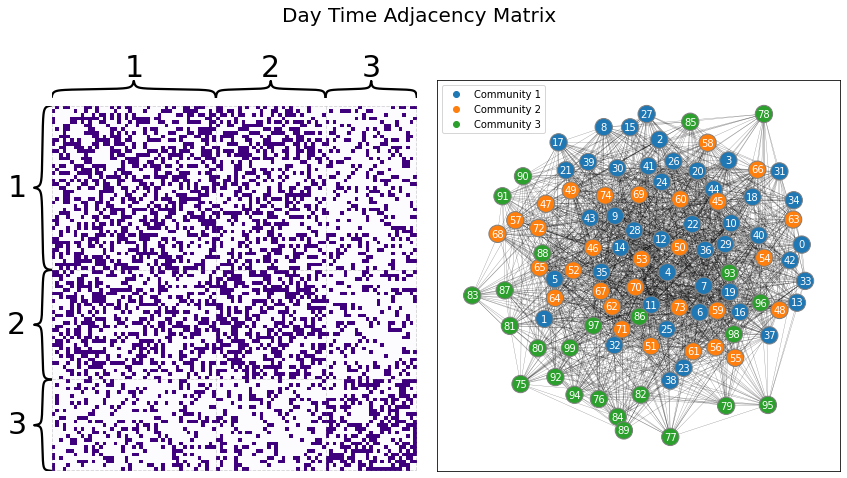 Day Time Adjacency Matrix
1 2 3
1
2
3
Community 1
Community 2
Community 3
27 78
8 15 85
17 2 58
21 39 30 41 26 20 3 66 31
90 24
91 49 74 69 44 18
47 60 45 34
57 43 9 63
68 72 28 22 10 40
46 14 12 50 36 29 0
88 53 54 42
65 52 35 4 93
5 7 33
87 67 70 19
83 64 13
62 11 73 96
6 59 16 48
1 86
81 97 71 25 98 37
80 99 32 51 61 56
55
23
75 92 38
94 76 82
79 95
84
89 77